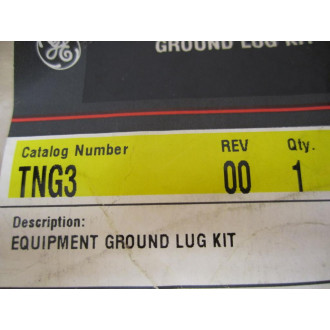 GROUND LUG KIT
Catalog Number REV Qty.
TNG3 00 1
Description:
EQUIPMENT GROUND LUG KIT